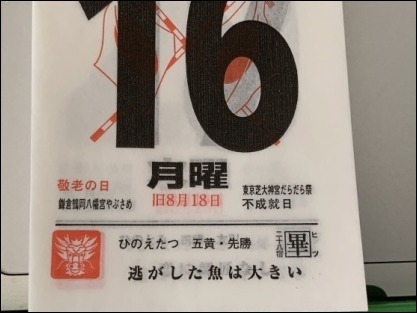 16
月曜
敬老の日
鎌倉鶴岡八幡宮やぶさめ
旧8月18日
東京芝大神宮だらだら祭
不成就日
ひのえたつ 五黄・先勝
二十八宿
畢
ヒツ
逃がした魚は大きい